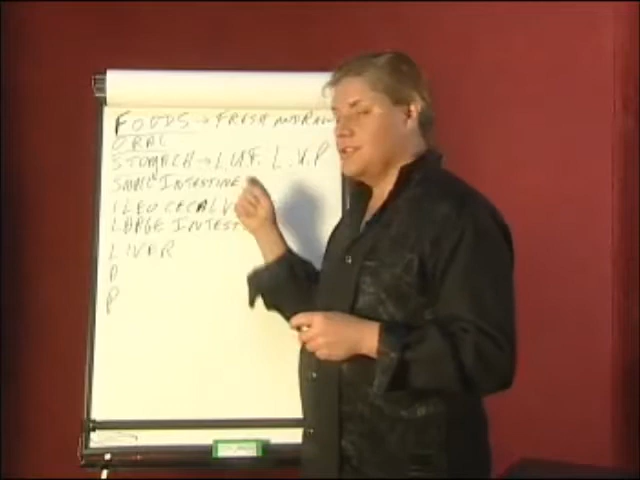 FOODS → FRESH AND RAW
ORAL
STOMACH → L.U.F. L.V.P
SMALL INTESTINE
ILEOCECAL V
LARGE INTEST
LIVER
P
P